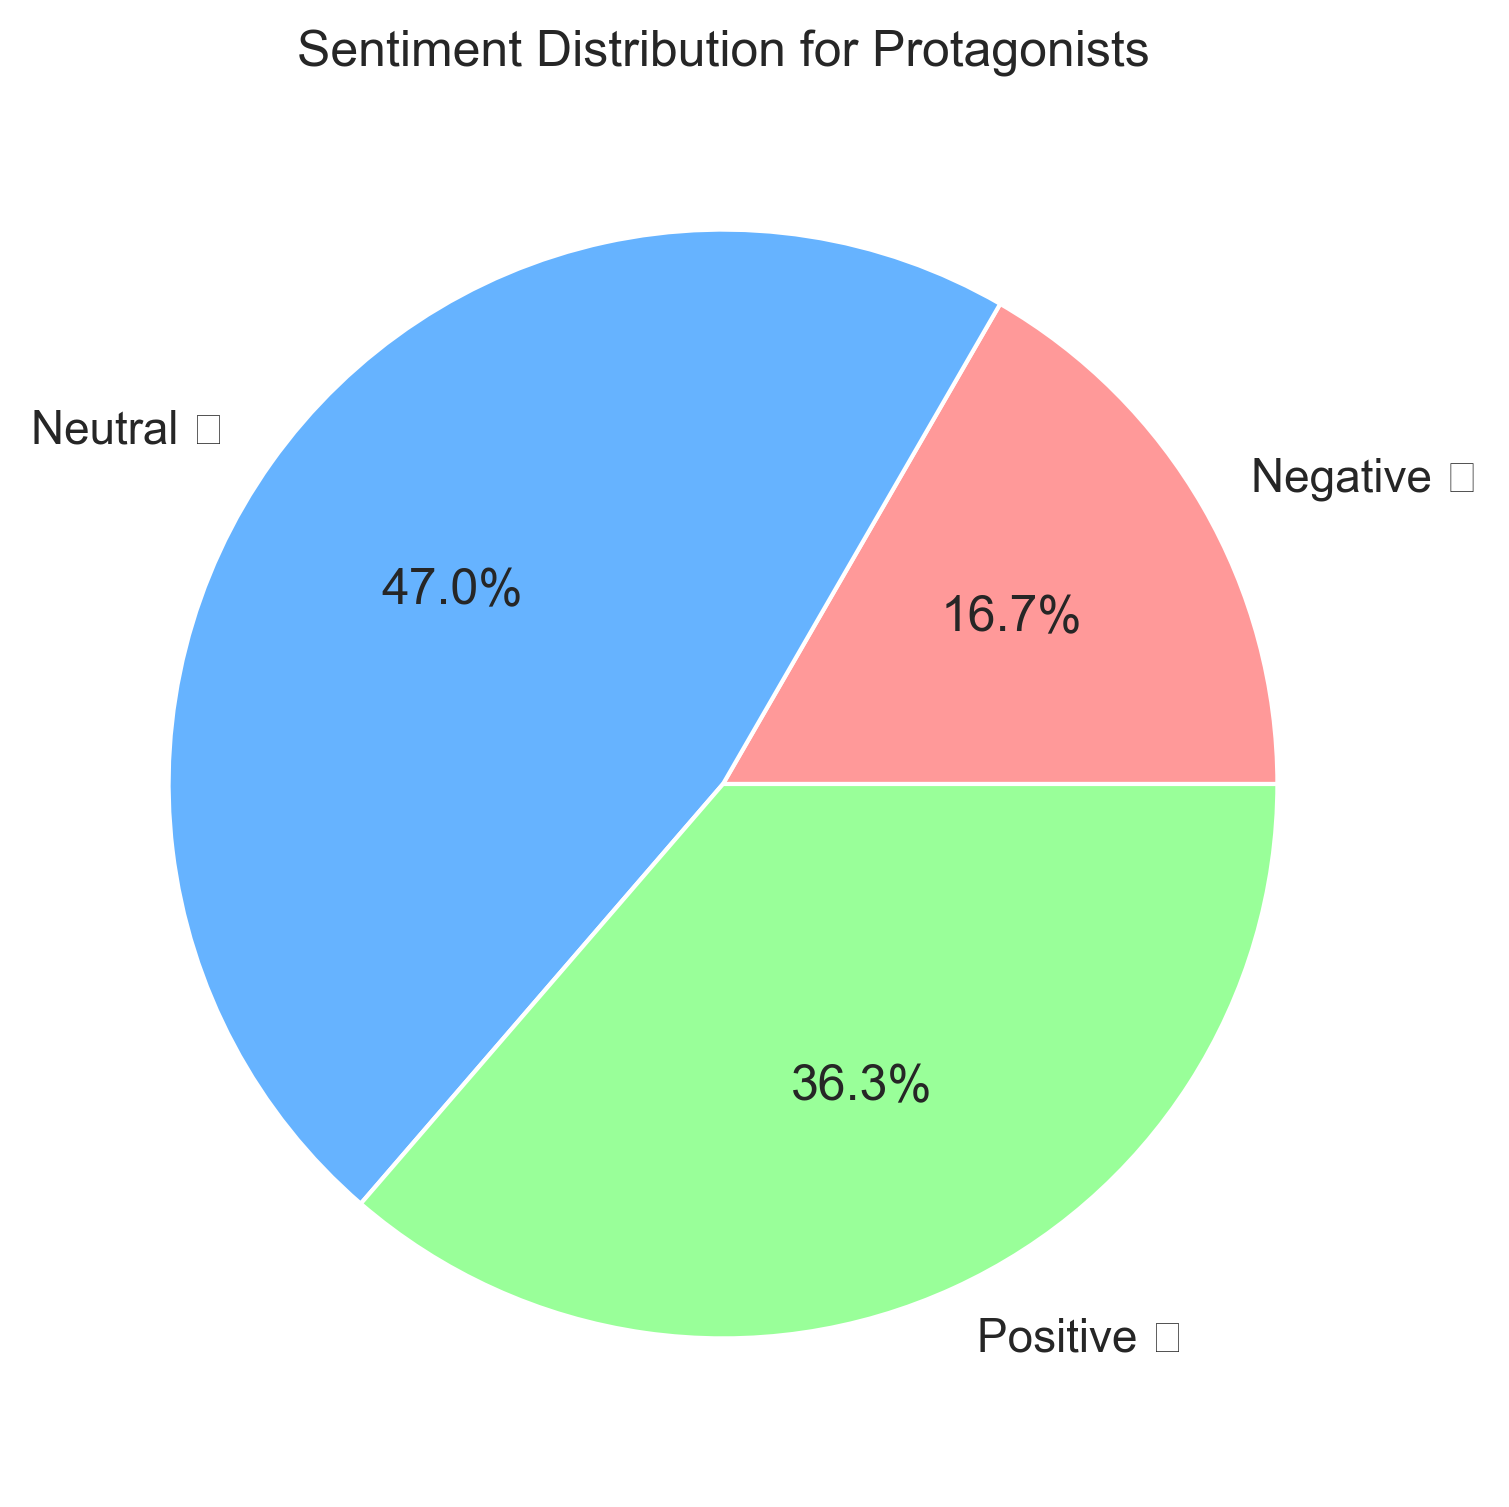 Sentiment Distribution for Protagonists
Neutral □
Negative □
47.0%
16.7%
36.3%
Positive □